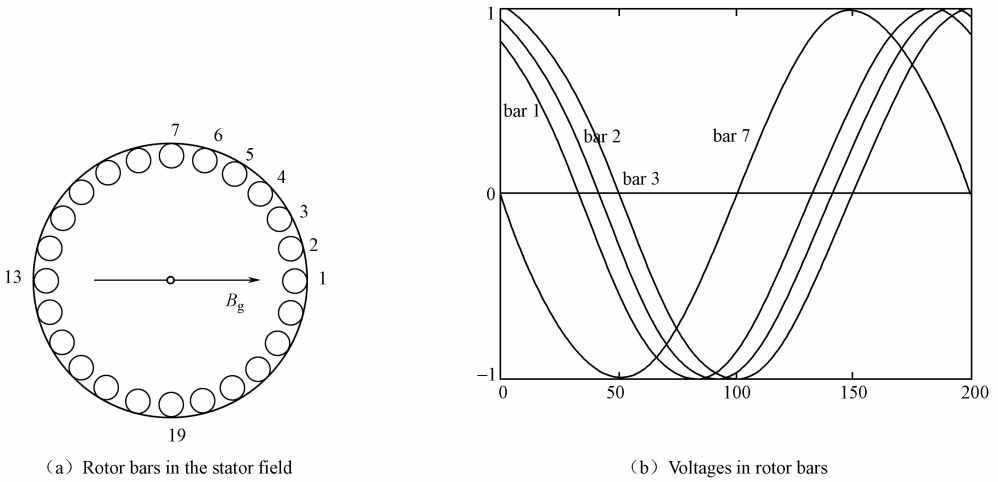 7
6
5
4
3
2
1
13
B_g
19
(a) Rotor bars in the stator field
1
0
−1
bar 1
bar 2
bar 3
bar 7
0 50 100 150 200
(b) Voltages in rotor bars